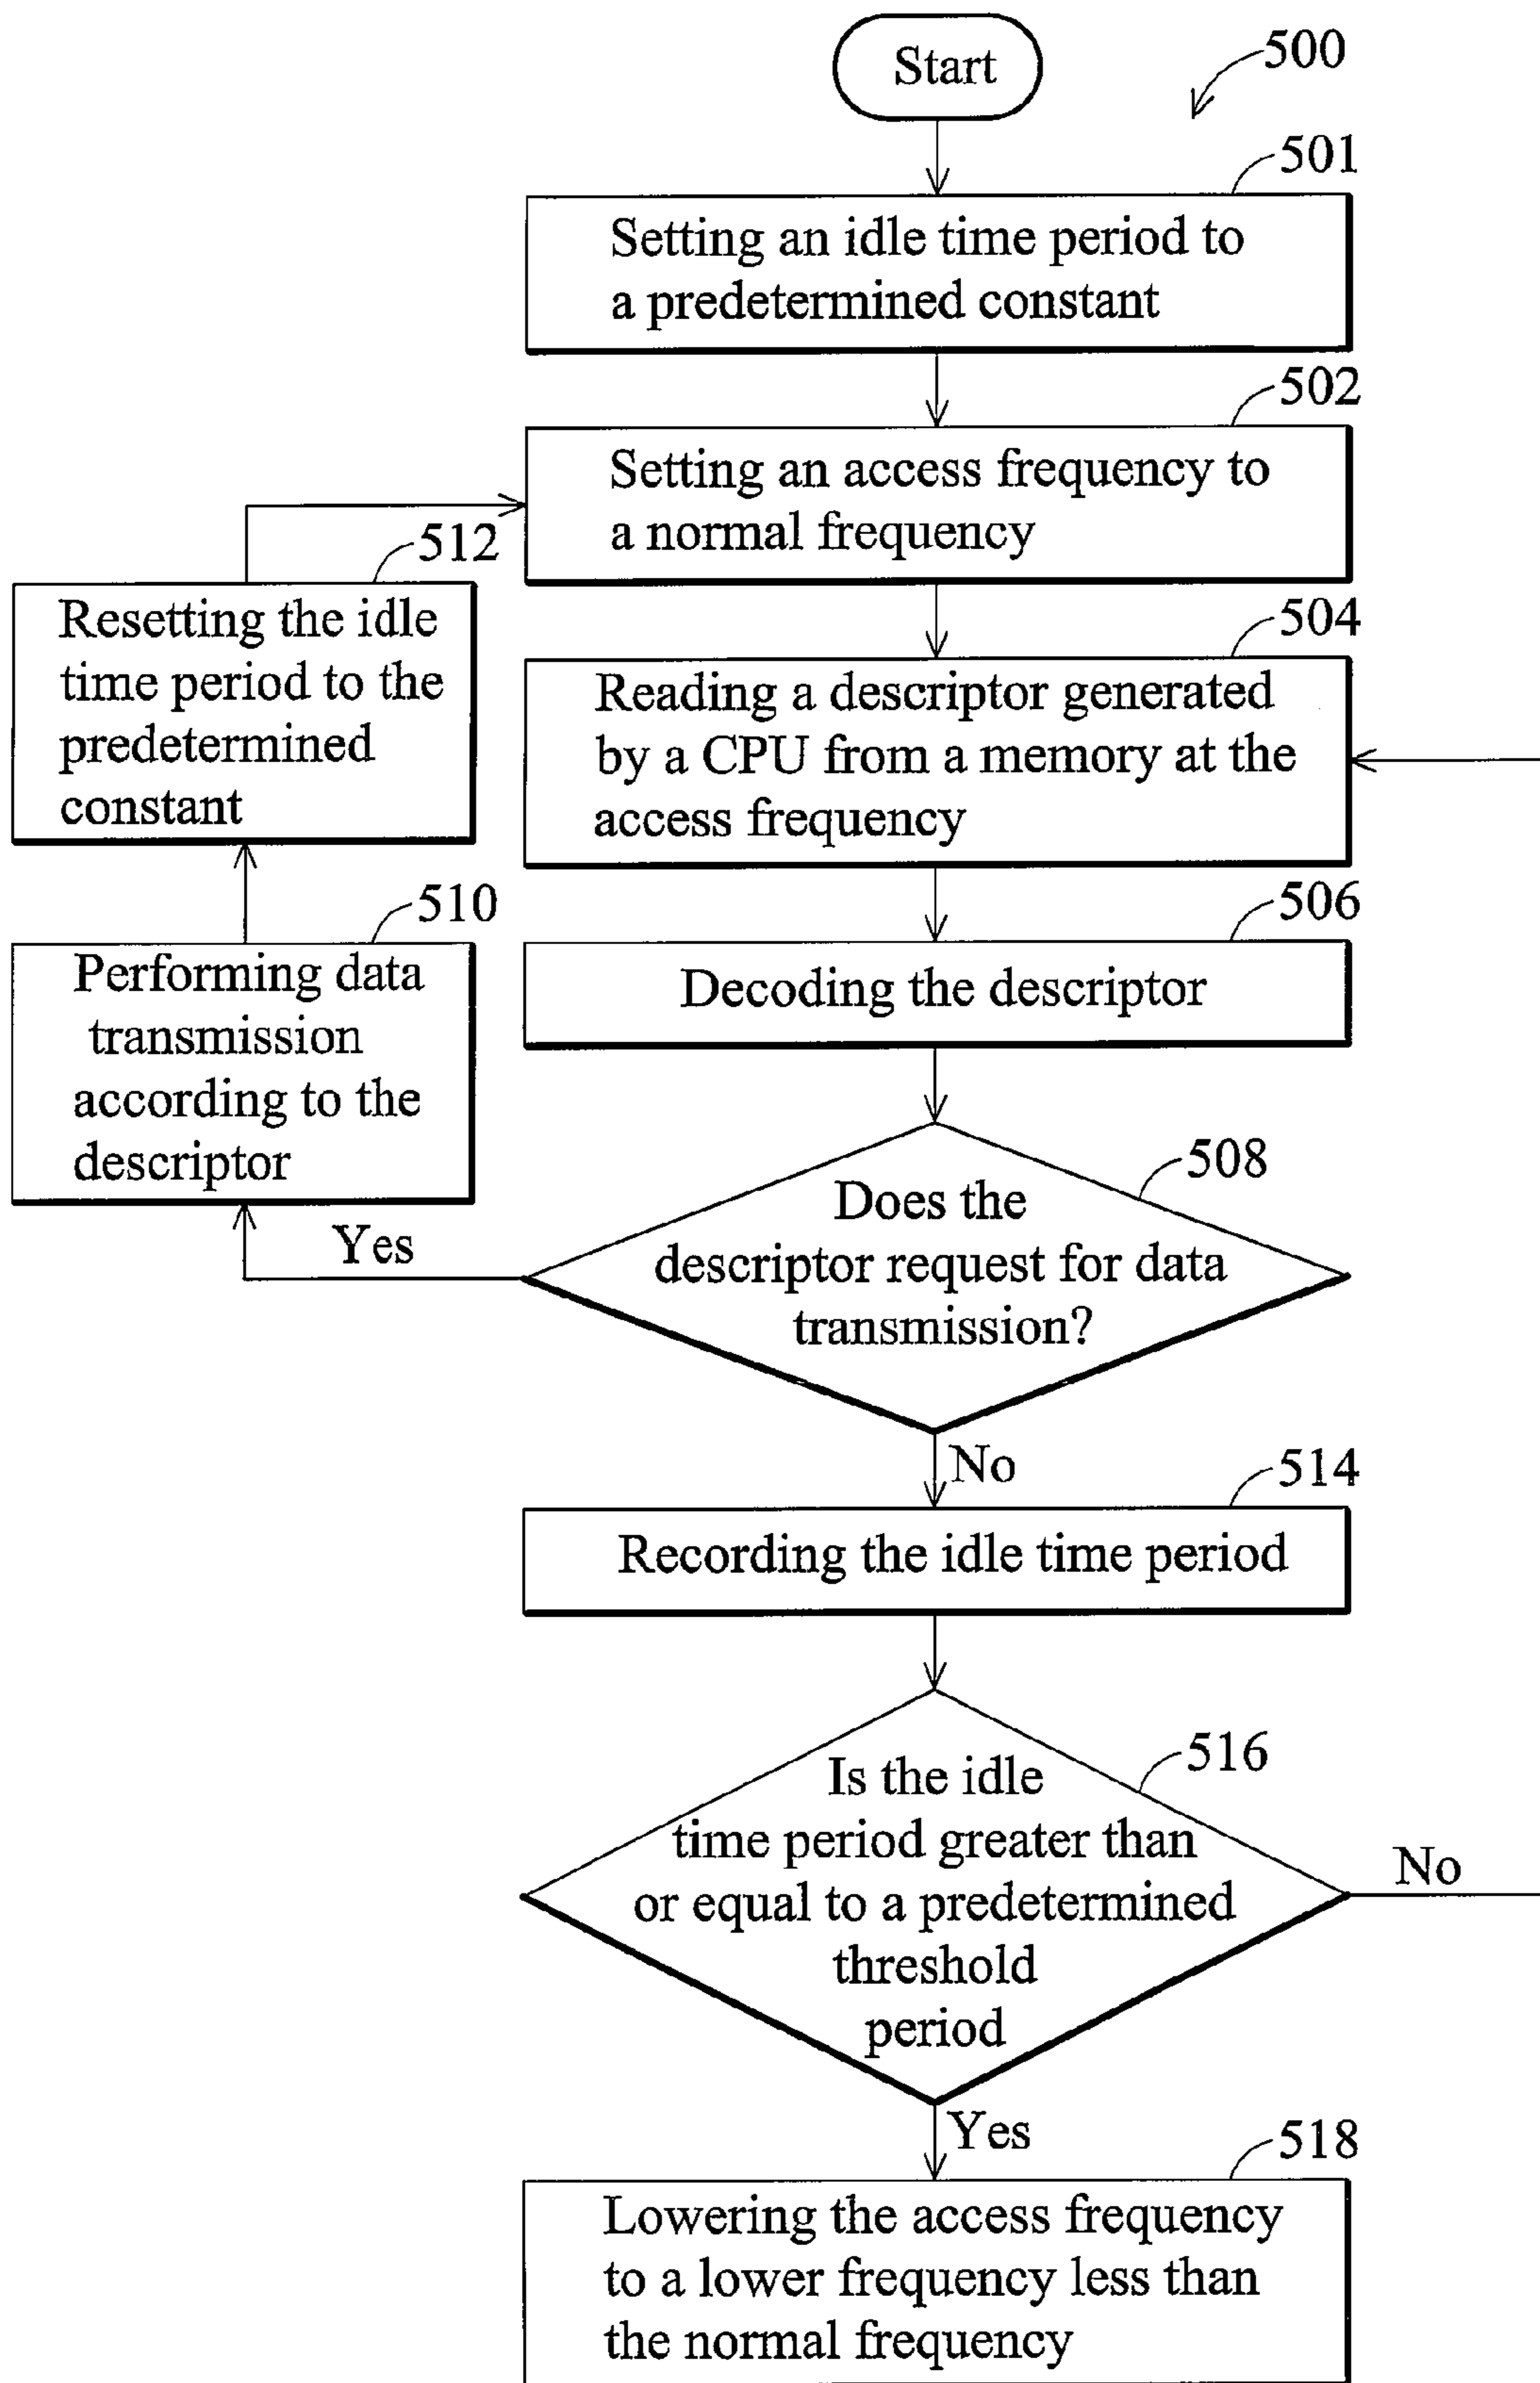 Start
500
501
Setting an idle time period to
a predetermined constant
502
Setting an access frequency to
a normal frequency
512
Resetting the idle
time period to the
predetermined
constant
504
Reading a descriptor generated
by a CPU from a memory at the
access frequency
510
Performing data
transmission
according to the
descriptor
506
Decoding the descriptor
508
Does the
descriptor request for data
transmission?
Yes
No
514
Recording the idle time period
516
Is the idle
time period greater than
or equal to a predetermined
threshold
period
No
Yes
518
Lowering the access frequency
to a lower frequency less than
the normal frequency